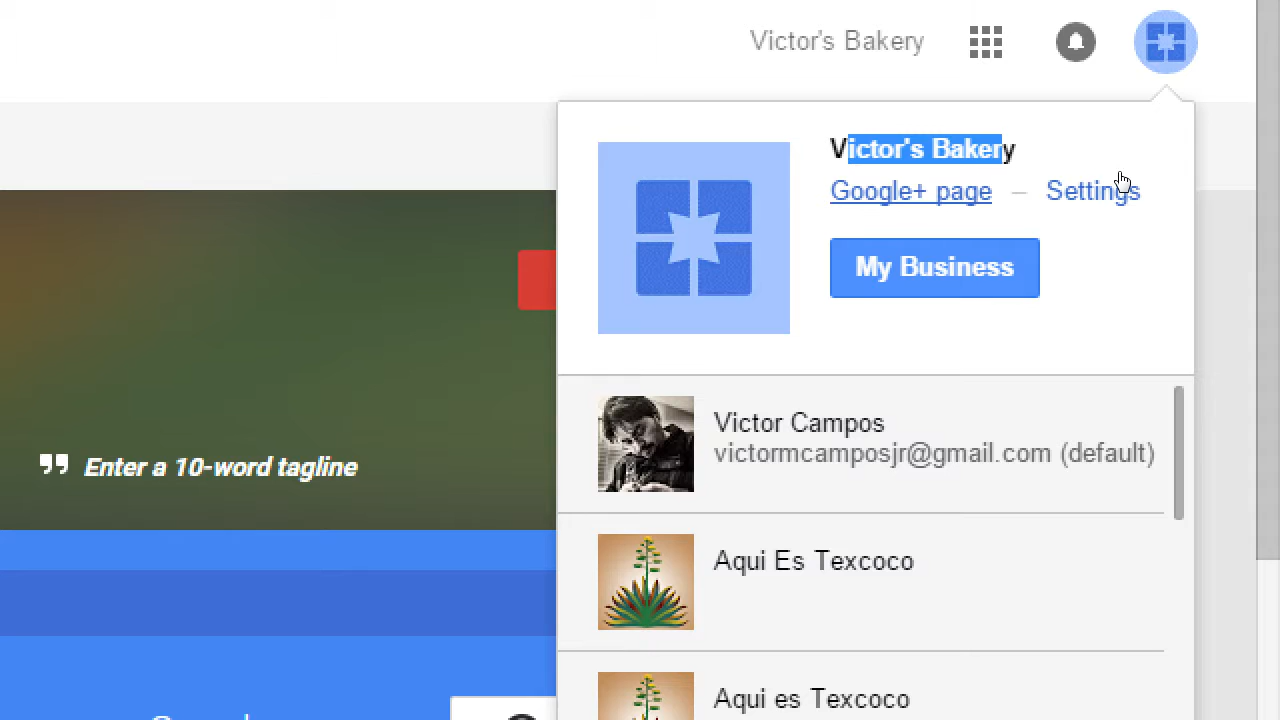 Victor's Bakery
Victor's Bakery
Google+ page – Settings
My Business
Victor Campos
victormcamposjr@gmail.com (default)
Enter a 10-word tagline
Aqui Es Texcoco
Aqui es Texcoco